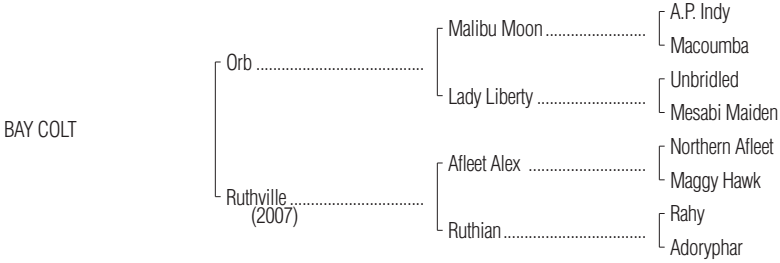 A.P. Indy
Malibu Moon ........................
Macoumba
Orb ........................................
Unbridled
Lady Liberty ..........................
Mesabi Maiden
BAY COLT
Northern Afleet
Afleet Alex ............................
Maggy Hawk
Ruthville ................................
(2007)
Rahy
Ruthian ..................................
Adoryphar